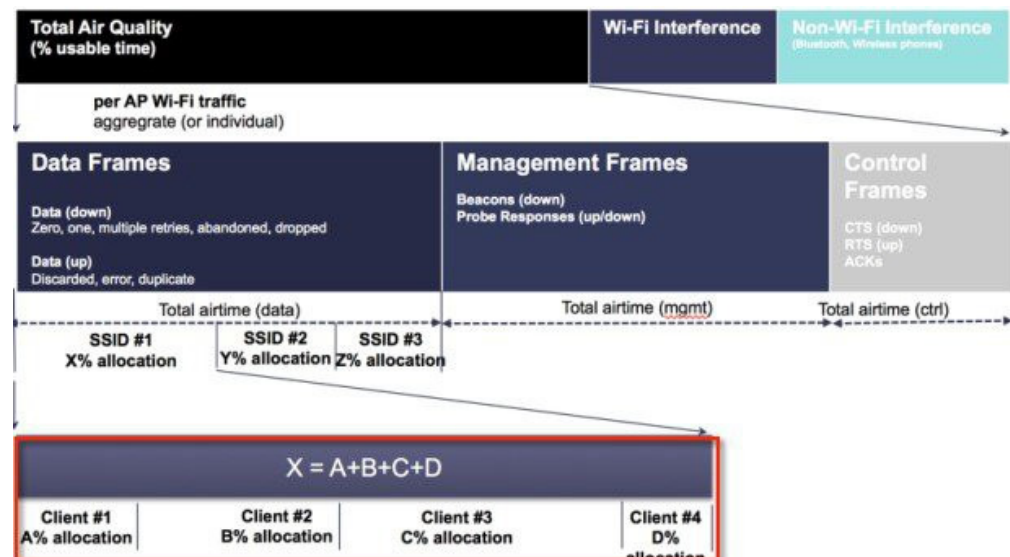 Total Air Quality
(% usable time)
Wi-Fi Interference
Non-Wi-Fi Interference
(Bluetooth, Wireless phones)
per AP Wi-Fi traffic
aggregrate (or individual)
Data Frames
Data (down)
Zero, one, multiple retries, abandoned, dropped
Data (up)
Discarded, error, duplicate
Management Frames
Beacons (down)
Probe Responses (up/down)
Control
Frames
CTS (down)
RTS (up)
ACKs
Total airtime (data)
Total airtime (mgmt)
Total airtime (ctrl)
SSID #1
X% allocation
SSID #2
Y% allocation
SSID #3
Z% allocation
X = A+B+C+D
Client #1
A% allocation
Client #2
B% allocation
Client #3
C% allocation
Client #4
D%
allocation